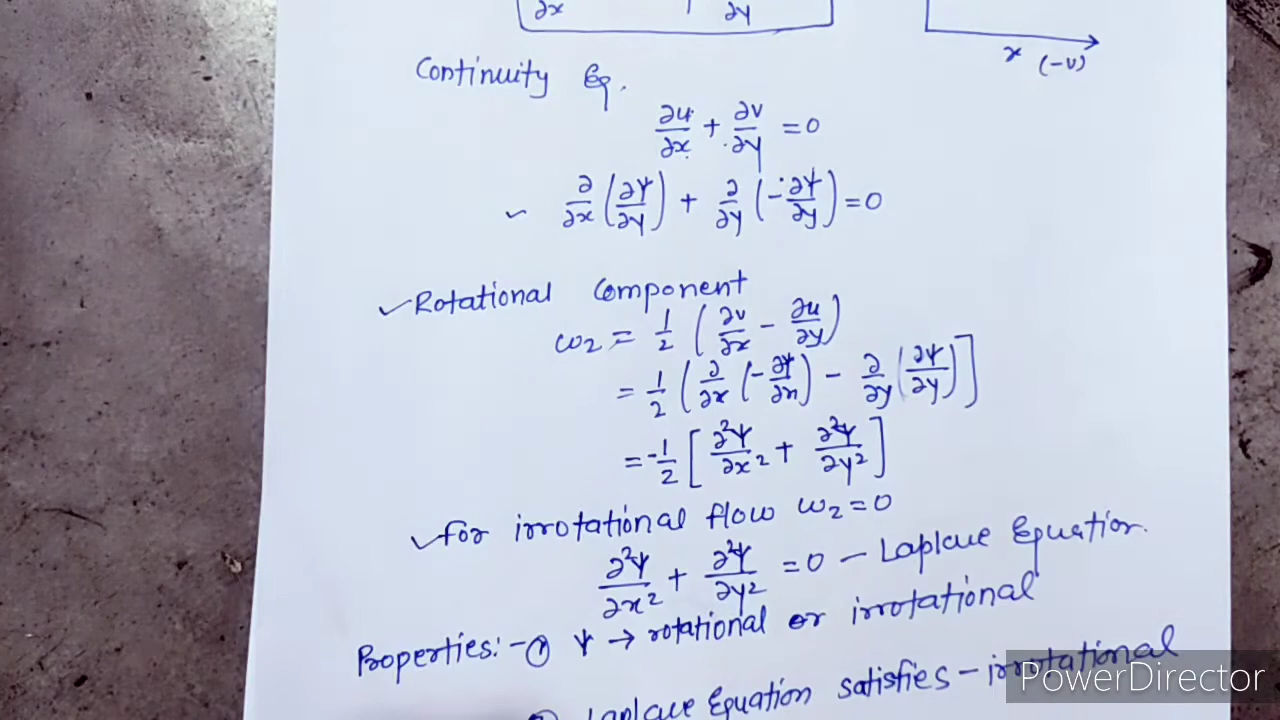 ∂x ∂y
x (-v)
Continuity Eq.
∂u/∂x + ∂v/∂y = 0
∂/∂x (∂ψ/∂y) + ∂/∂y (-∂ψ/∂y) = 0
✓ Rotational Component
ω2 = 1/2 (∂v/∂x - ∂u/∂y)
= 1/2 (∂/∂x (-∂ψ/∂x) - ∂/∂y (∂ψ/∂y)]
= -1/2 [∂²ψ/∂x² + ∂²ψ/∂y²]
✓ for irrotational flow ω2 = 0
∂²ψ/∂x² + ∂²ψ/∂y² = 0 - Laplace Equation.
Properties:- ① ψ → rotational or irrotational
② Laplace Equation satisfies - irrotational
PowerDirector